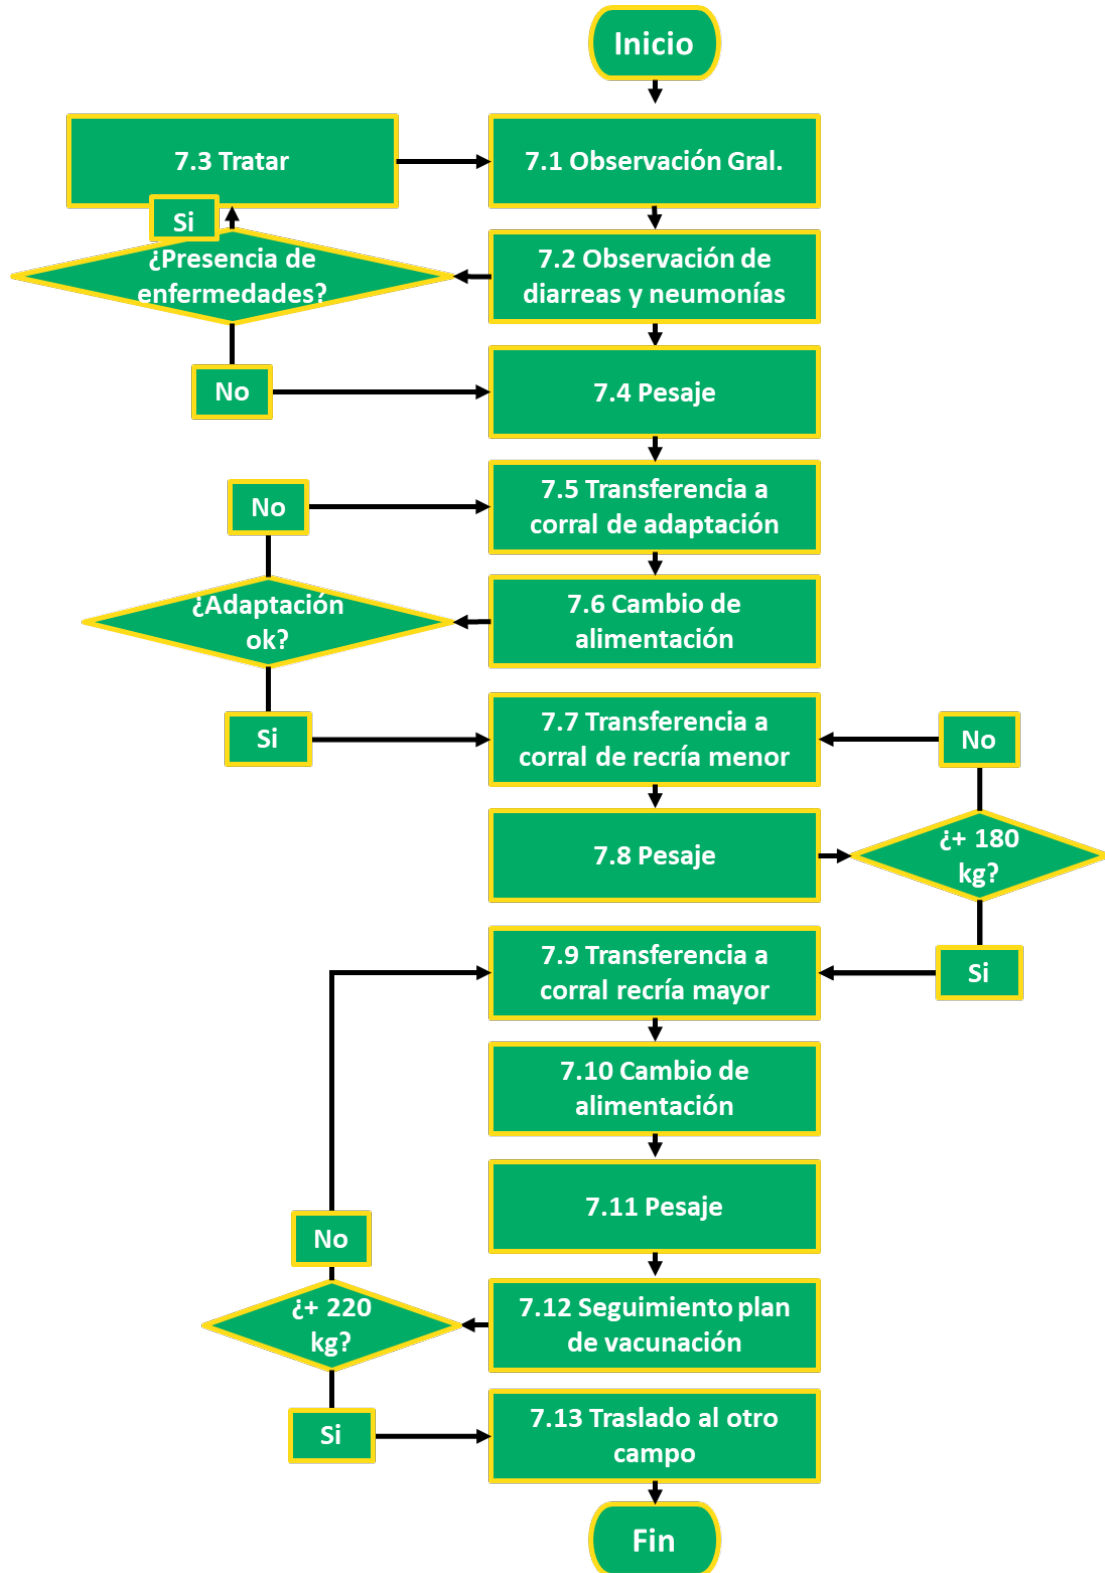 Inicio
7.3 Tratar
7.1 Observación Gral.
Si
¿Presencia de
enfermedades?
7.2 Observación de
diarreas y neumonías
No
7.4 Pesaje
No
7.5 Transferencia a
corral de adaptación
¿Adaptación
ok?
7.6 Cambio de
alimentación
Si
7.7 Transferencia a
corral de recría menor
No
7.8 Pesaje
¿+ 180
kg?
7.9 Transferencia a
corral recría mayor
Si
7.10 Cambio de
alimentación
7.11 Pesaje
No
¿+ 220
kg?
7.12 Seguimiento plan
de vacunación
Si
7.13 Traslado al otro
campo
Fin